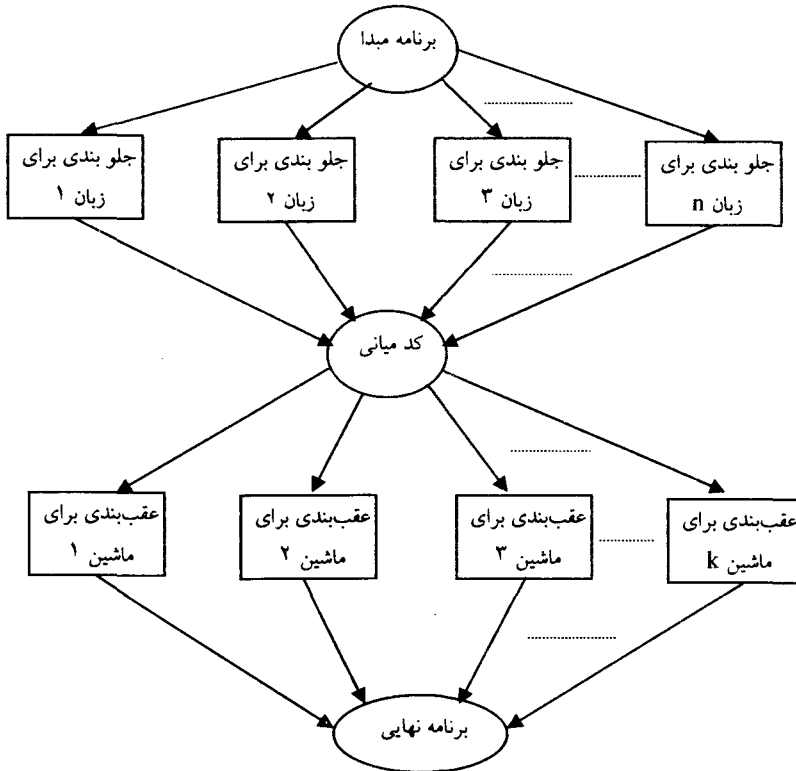 برنامه مبدا
جلو بندی برای
زبان ۱
جلو بندی برای
زبان ۲
جلو بندی برای
زبان ۳
جلو بندی برای
زبان n
کد میانی
عقب‌بندی برای
ماشین ۱
عقب‌بندی برای
ماشین ۲
عقب‌بندی برای
ماشین ۳
عقب‌بندی برای
ماشین k
برنامه نهایی